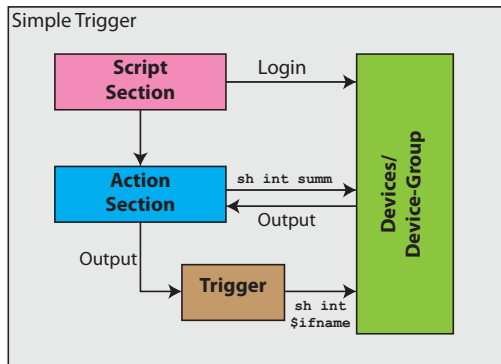 Simple Trigger
Script
Section
Login
Devices/
Device-Group
Action
Section
sh int summ
Output
Output
Trigger
sh int
$ifname